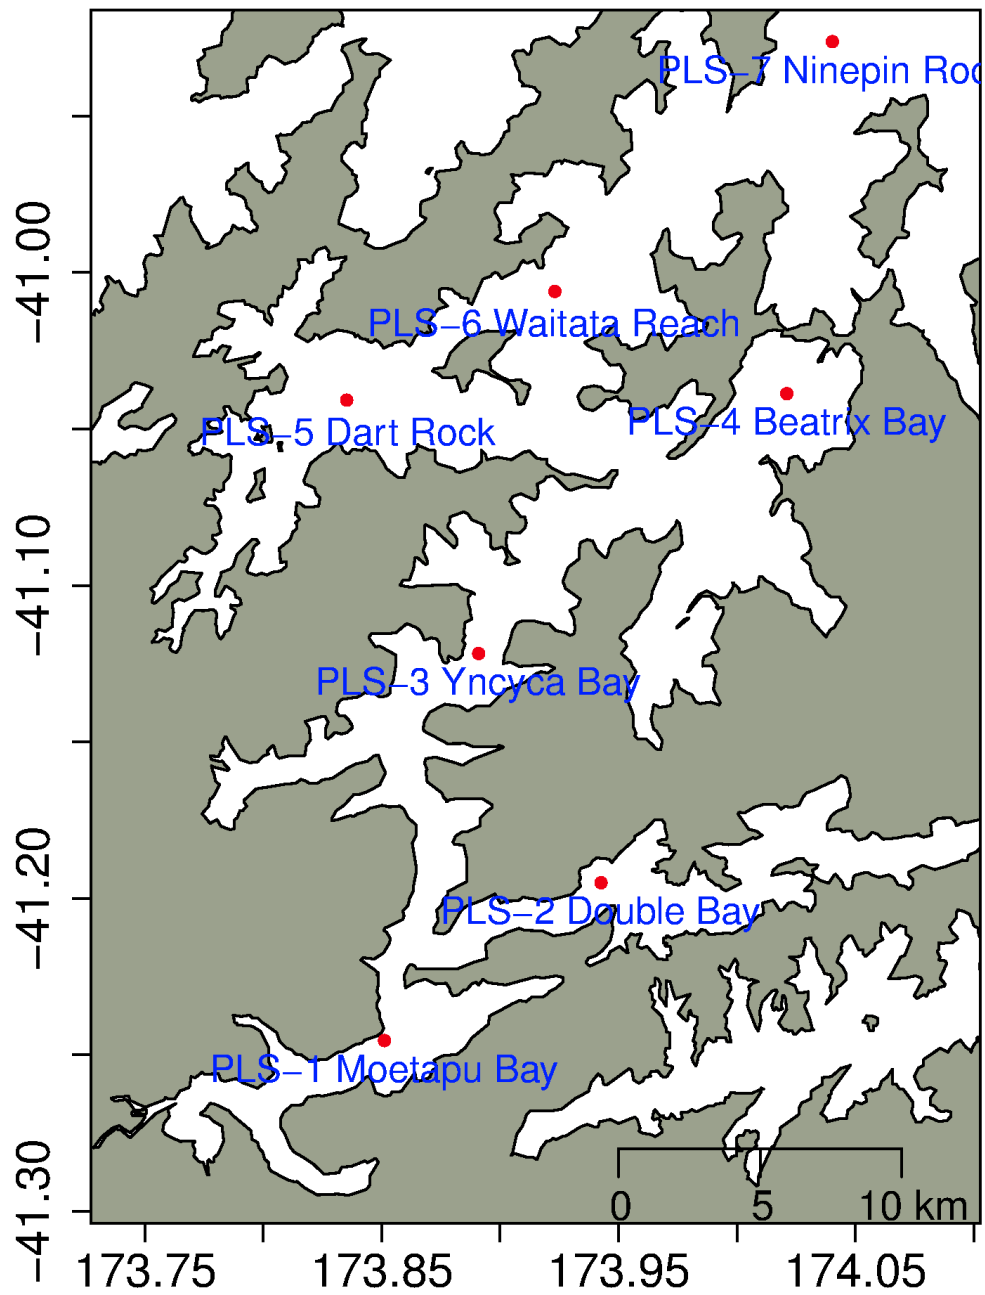 PLS−7 Ninepin Roc
−41.00
PLS−6 Waitata Reach
PLS−4 Beatrix Bay
PLS−5 Dart Rock
−41.10
PLS−3 Yncyca Bay
−41.20
PLS−2 Double Bay
PLS−1 Moetapu Bay
−41.30
0 5 10 km
173.75 173.85 173.95 174.05